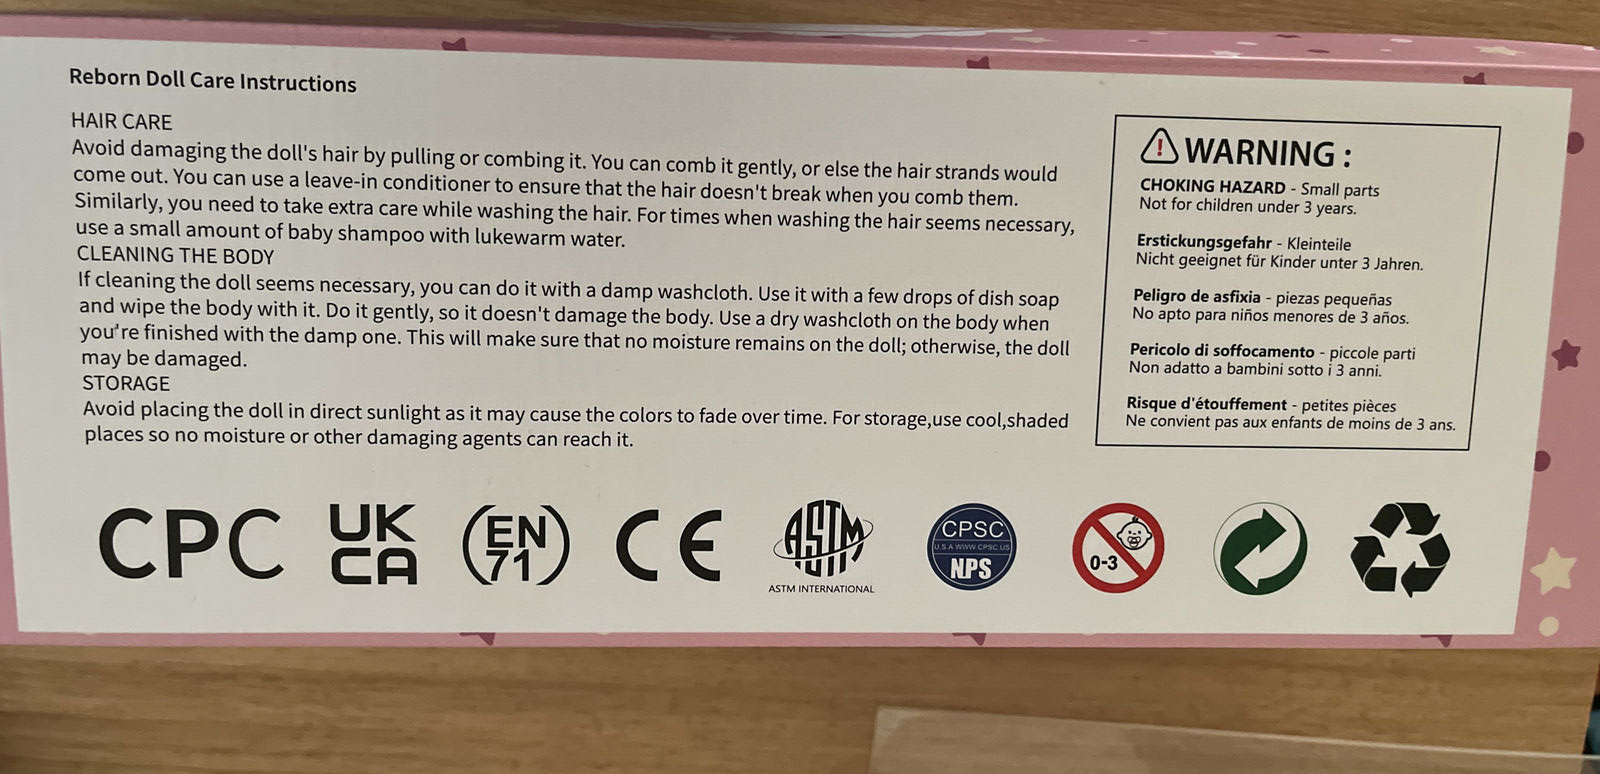 Reborn Doll Care Instructions
HAIR CARE
Avoid damaging the doll's hair by pulling or combing it. You can comb it gently, or else the hair strands would
come out. You can use a leave-in conditioner to ensure that the hair doesn't break when you comb them.
Similarly, you need to take extra care while washing the hair. For times when washing the hair seems necessary,
use a small amount of baby shampoo with lukewarm water.
CLEANING THE BODY
If cleaning the doll seems necessary, you can do it with a damp washcloth. Use it with a few drops of dish soap
and wipe the body with it. Do it gently, so it doesn't damage the body. Use a dry washcloth on the body when
you're finished with the damp one. This will make sure that no moisture remains on the doll; otherwise, the doll
may be damaged.
STORAGE
Avoid placing the doll in direct sunlight as it may cause the colors to fade over time. For storage,use cool,shaded
places so no moisture or other damaging agents can reach it.
WARNING :
CHOKING HAZARD - Small parts
Not for children under 3 years.
Erstickungsgefahr - Kleinteile
Nicht geeignet für Kinder unter 3 Jahren.
Peligro de asfixia - piezas pequeñas
No apto para niños menores de 3 años.
Pericolo di soffocamento - piccole parti
Non adatto a bambini sotto i 3 anni.
Risque d'étouffement - petites pièces
Ne convient pas aux enfants de moins de 3 ans.
CPC
UK
CA
EN
71
CE
ASTM
ASTM INTERNATIONAL
CPSC
U S A WWW CPSC US
NPS
0-3